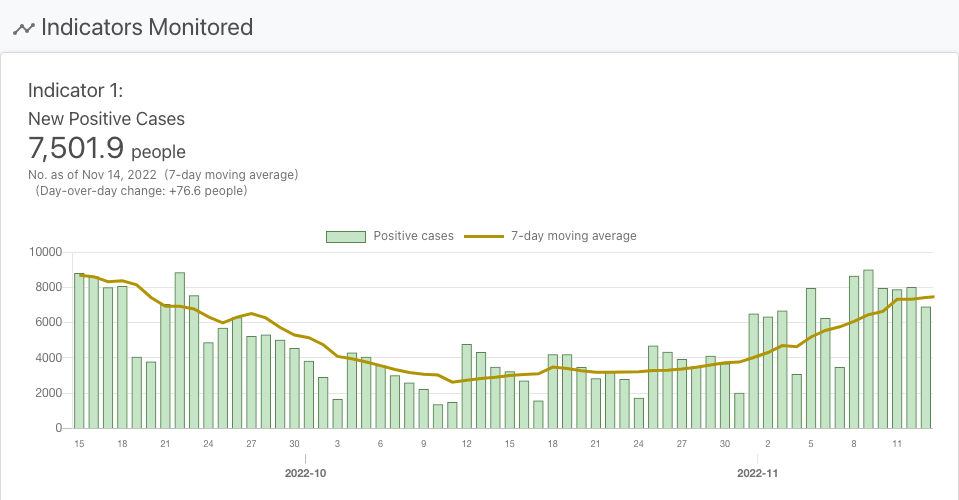 Indicators Monitored
Indicator 1:
New Positive Cases
7,501.9 people
No. as of Nov 14, 2022 (7-day moving average)
(Day-over-day change: +76.6 people)
Positive cases 7-day moving average
10000
8000
6000
4000
2000
0
15 18 21 24 27 30 3 6 9 12 15 18 21 24 27 30 2 5 8 11
2022-10 2022-11